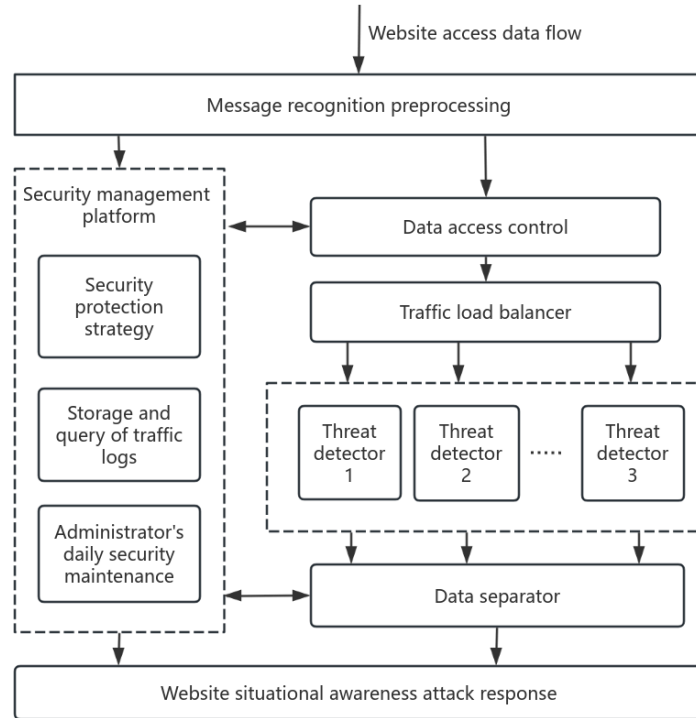 Website access data flow
Message recognition preprocessing
Security management
platform
Security
protection
strategy
Storage and
query of traffic
logs
Administrator's
daily security
maintenance
Data access control
Traffic load balancer
Threat
detector
1
Threat
detector
2
.....
Threat
detector
3
Data separator
Website situational awareness attack response